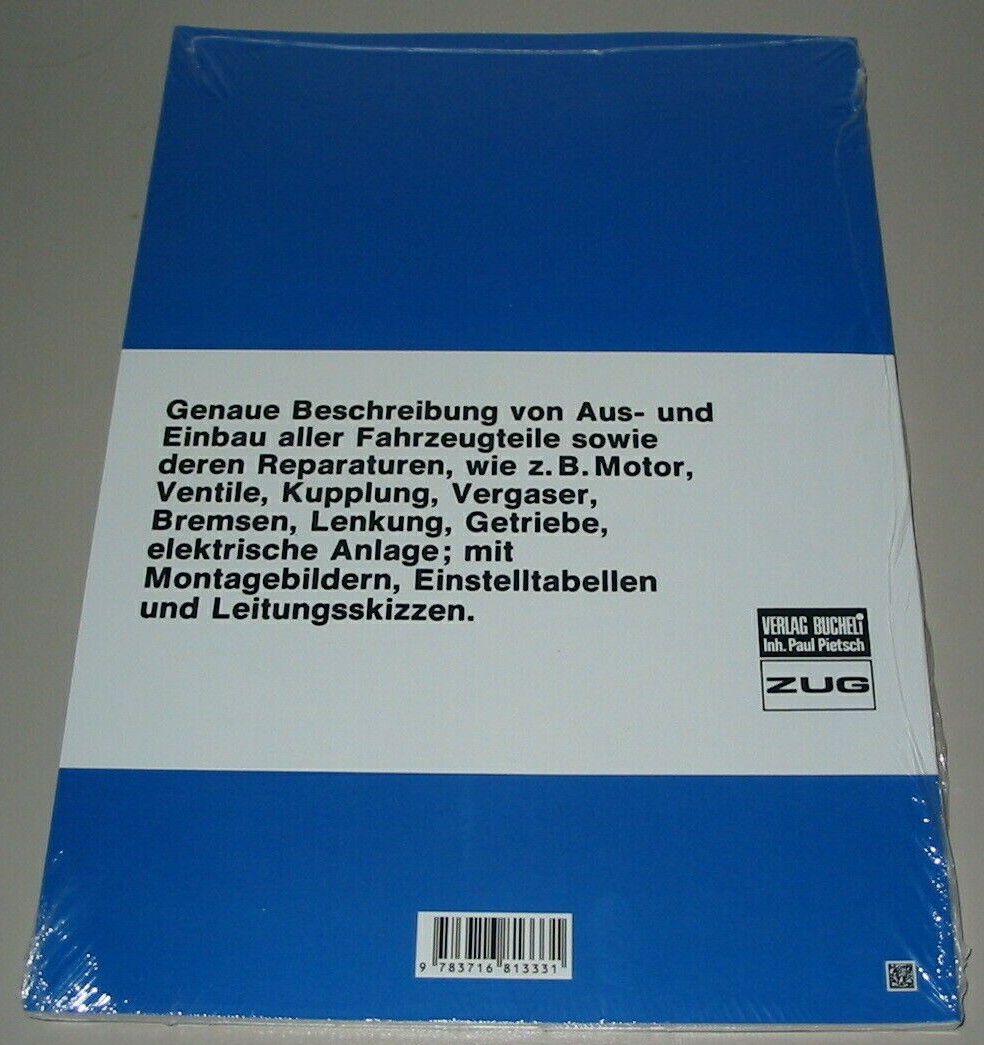 Genaue Beschreibung von Aus- und
Einbau aller Fahrzeugteile sowie
deren Reparaturen, wie z. B. Motor,
Ventile, Kupplung, Vergaser,
Bremsen, Lenkung, Getriebe,
elektrische Anlage; mit
Montagebildern, Einstelltabellen
und Leitungsskizzen.
VERLAG BUCHELI
Inh. Paul Pietsch
ZUG
9 783716 813331